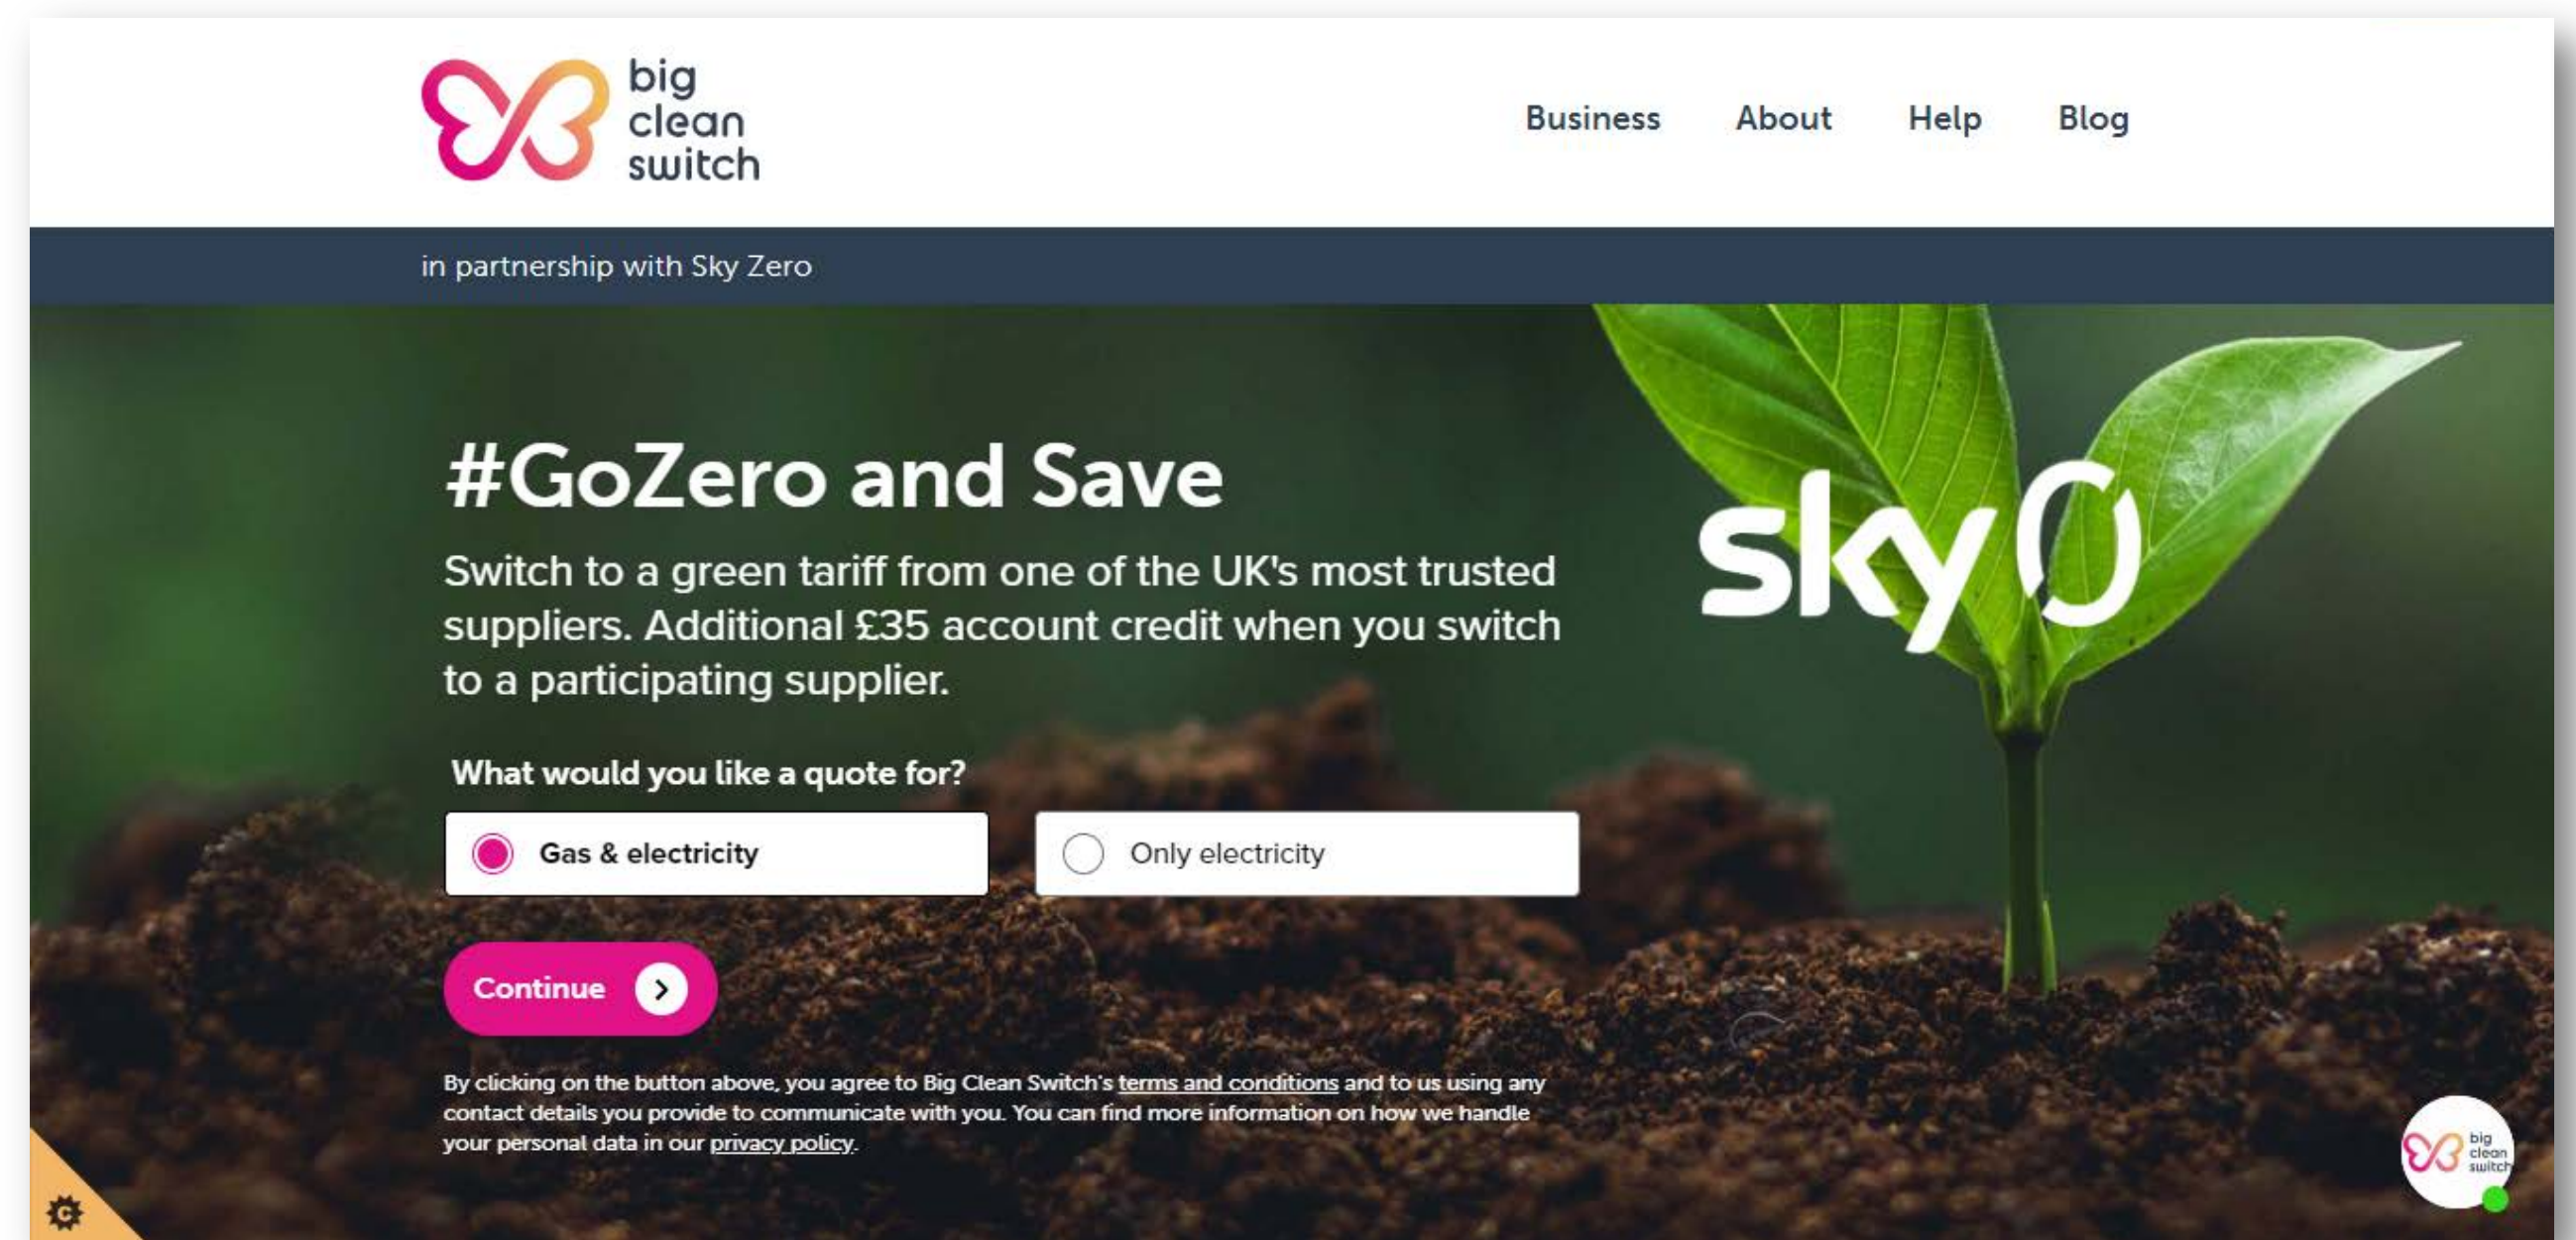 big
clean
switch
Business About Help Blog
in partnership with Sky Zero
#GoZero and Save
Switch to a green tariff from one of the UK's most trusted
suppliers. Additional £35 account credit when you switch
to a participating supplier.
sky0
What would you like a quote for?
Gas & electricity
Only electricity
Continue
By clicking on the button above, you agree to Big Clean Switch's terms and conditions and to us using any
contact details you provide to communicate with you. You can find more information on how we handle
your personal data in our privacy policy.
big
clean
switch
C